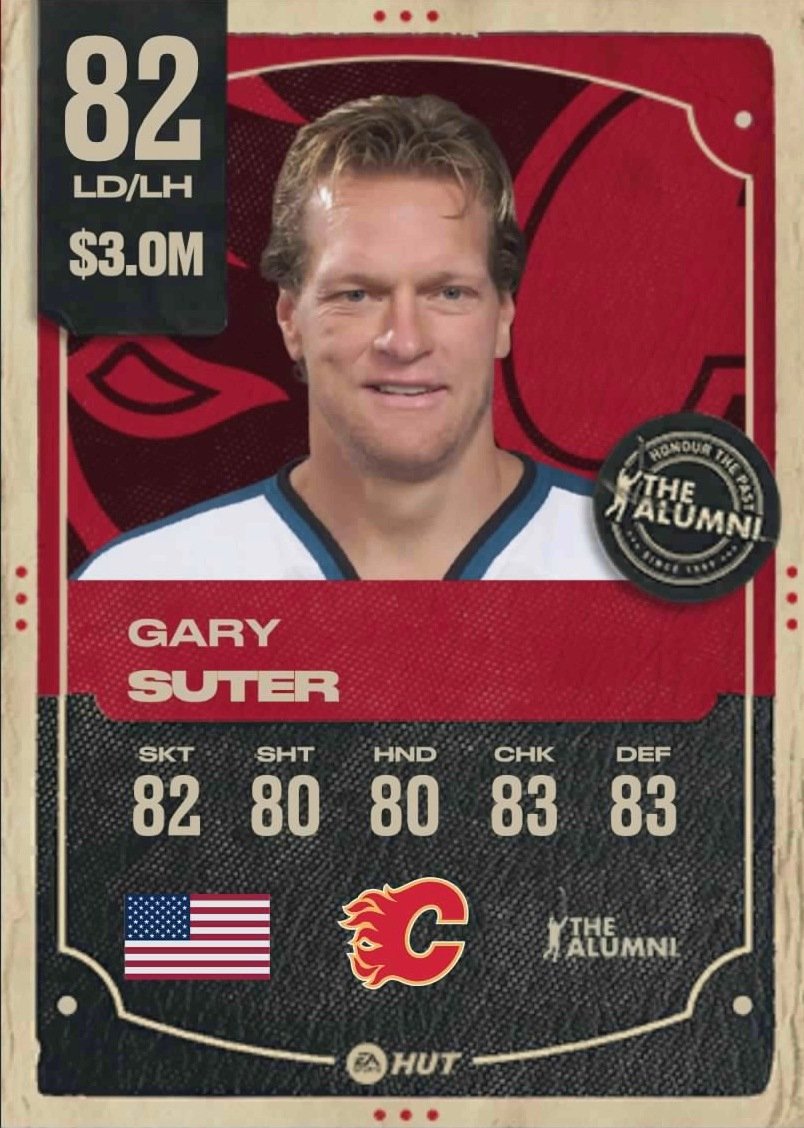 82
LD/LH
$3.0M
HONOUR THE PAST
THE
ALUMNI
GARY
SUTER
SKT SHT HND CHK DEF
82 80 80 83 83
C
THE
ALUMNI
EA
HUT